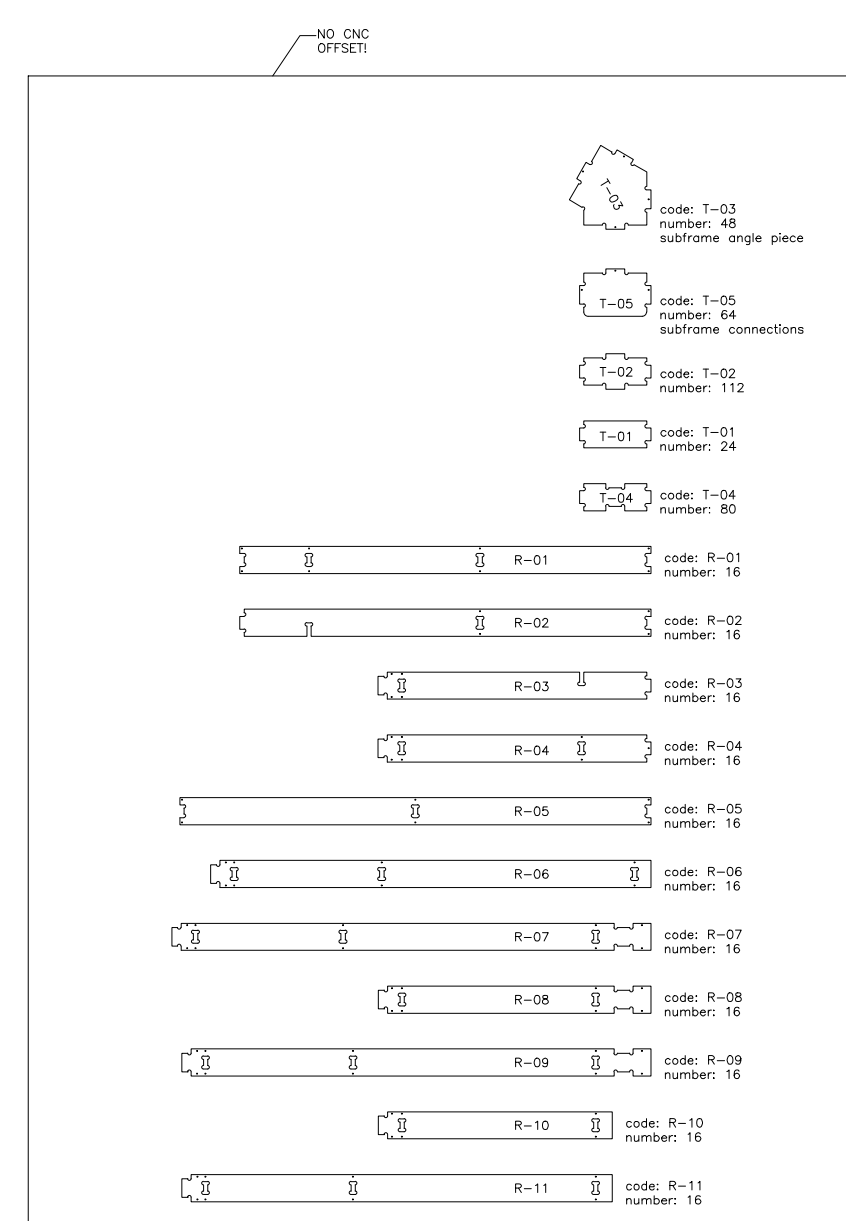 NO CNC
OFFSET!
T-03
code: T-03
number: 48
subframe angle piece
T-05
code: T-05
number: 64
subframe connections
T-02
code: T-02
number: 112
T-01
code: T-01
number: 24
T-04
code: T-04
number: 80
R-01
code: R-01
number: 16
R-02
code: R-02
number: 16
R-03
code: R-03
number: 16
R-04
code: R-04
number: 16
R-05
code: R-05
number: 16
R-06
code: R-06
number: 16
R-07
code: R-07
number: 16
R-08
code: R-08
number: 16
R-09
code: R-09
number: 16
R-10
code: R-10
number: 16
R-11
code: R-11
number: 16